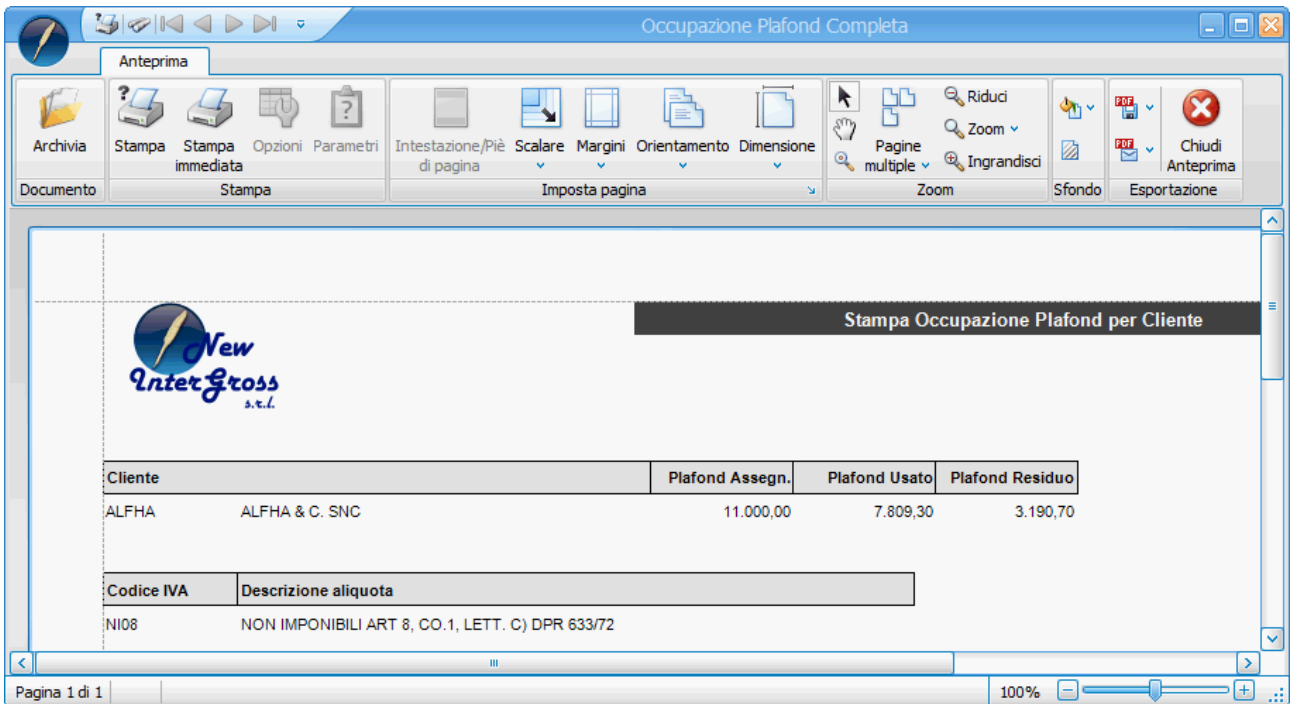 Occupazione Plafond Completa
Anteprima
Archivia
Stampa
Stampa immediata
Opzioni
Parametri
Intestazione/Piè di pagina
Scalare
Margini
Orientamento
Dimensione
Pagine multiple
Riduci
Zoom
Ingrandisci
PDF
PDF
Chiudi Anteprima
Documento
Stampa
Imposta pagina
Zoom
Sfondo
Esportazione
New
InterGross
s.r.l.
Stampa Occupazione Plafond per Cliente
Cliente Plafond Assegn. Plafond Usato Plafond Residuo
ALFHA ALFHA & C. SNC 11.000,00 7.809,30 3.190,70
Codice IVA Descrizione aliquota
NI08 NON IMPONIBILI ART 8, CO.1, LETT. C) DPR 633/72
Pagina 1 di 1
100%